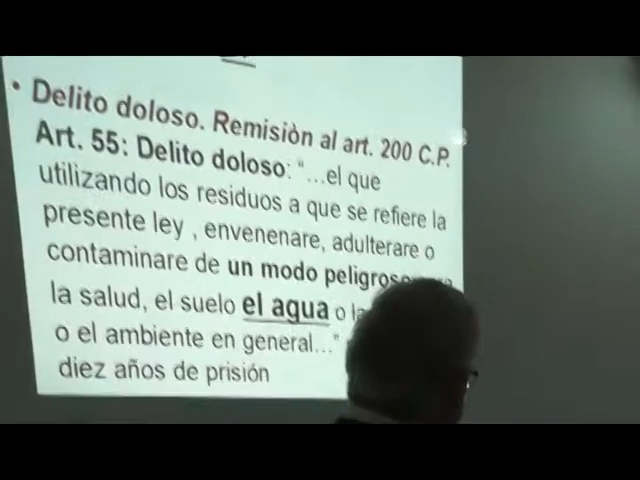 • Delito doloso. Remisiòn al art. 200 C.P.
Art. 55: Delito doloso: “...el que
utilizando los residuos a que se refiere la
presente ley , envenenare, adulterare o
contaminare de un modo peligroso
la salud, el suelo el agua o
o el ambiente en general...”
diez años de prisión